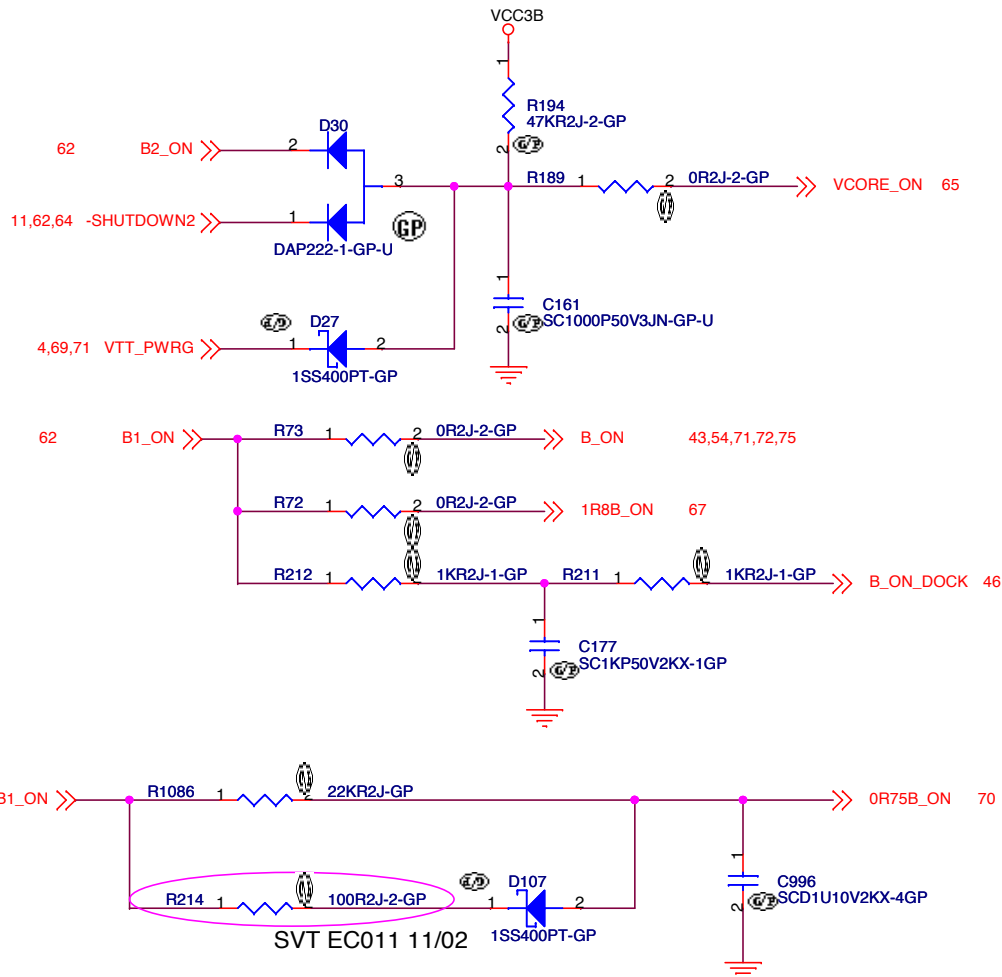 VCC3B
1
R194
47KR2J-2-GP
2 G/P
62 B2_ON 2 D30
3 R189 1 2 0R2J-2-GP VCORE_ON 65
11,62,64 -SHUTDOWN2 1 GP
DAP222-1-GP-U
1 C161
2 G/P SC1000P50V3JN-GP-U
4,69,71 VTT_PWRG G/P D27
1 2
1SS400PT-GP
62 B1_ON R73 1 2 0R2J-2-GP B_ON 43,54,71,72,75
R72 1 2 0R2J-2-GP 1R8B_ON 67
R212 1 2 1KR2J-1-GP R211 1 2 1KR2J-1-GP B_ON_DOCK 46
1 C177
2 G/P SC1KP50V2KX-1GP
B1_ON R1086 1 2 22KR2J-GP 0R75B_ON 70
R214 1 2 100R2J-2-GP G/P D107
1 2
1SS400PT-GP
1 C996
2 G/P SCD1U10V2KX-4GP
SVT EC011 11/02